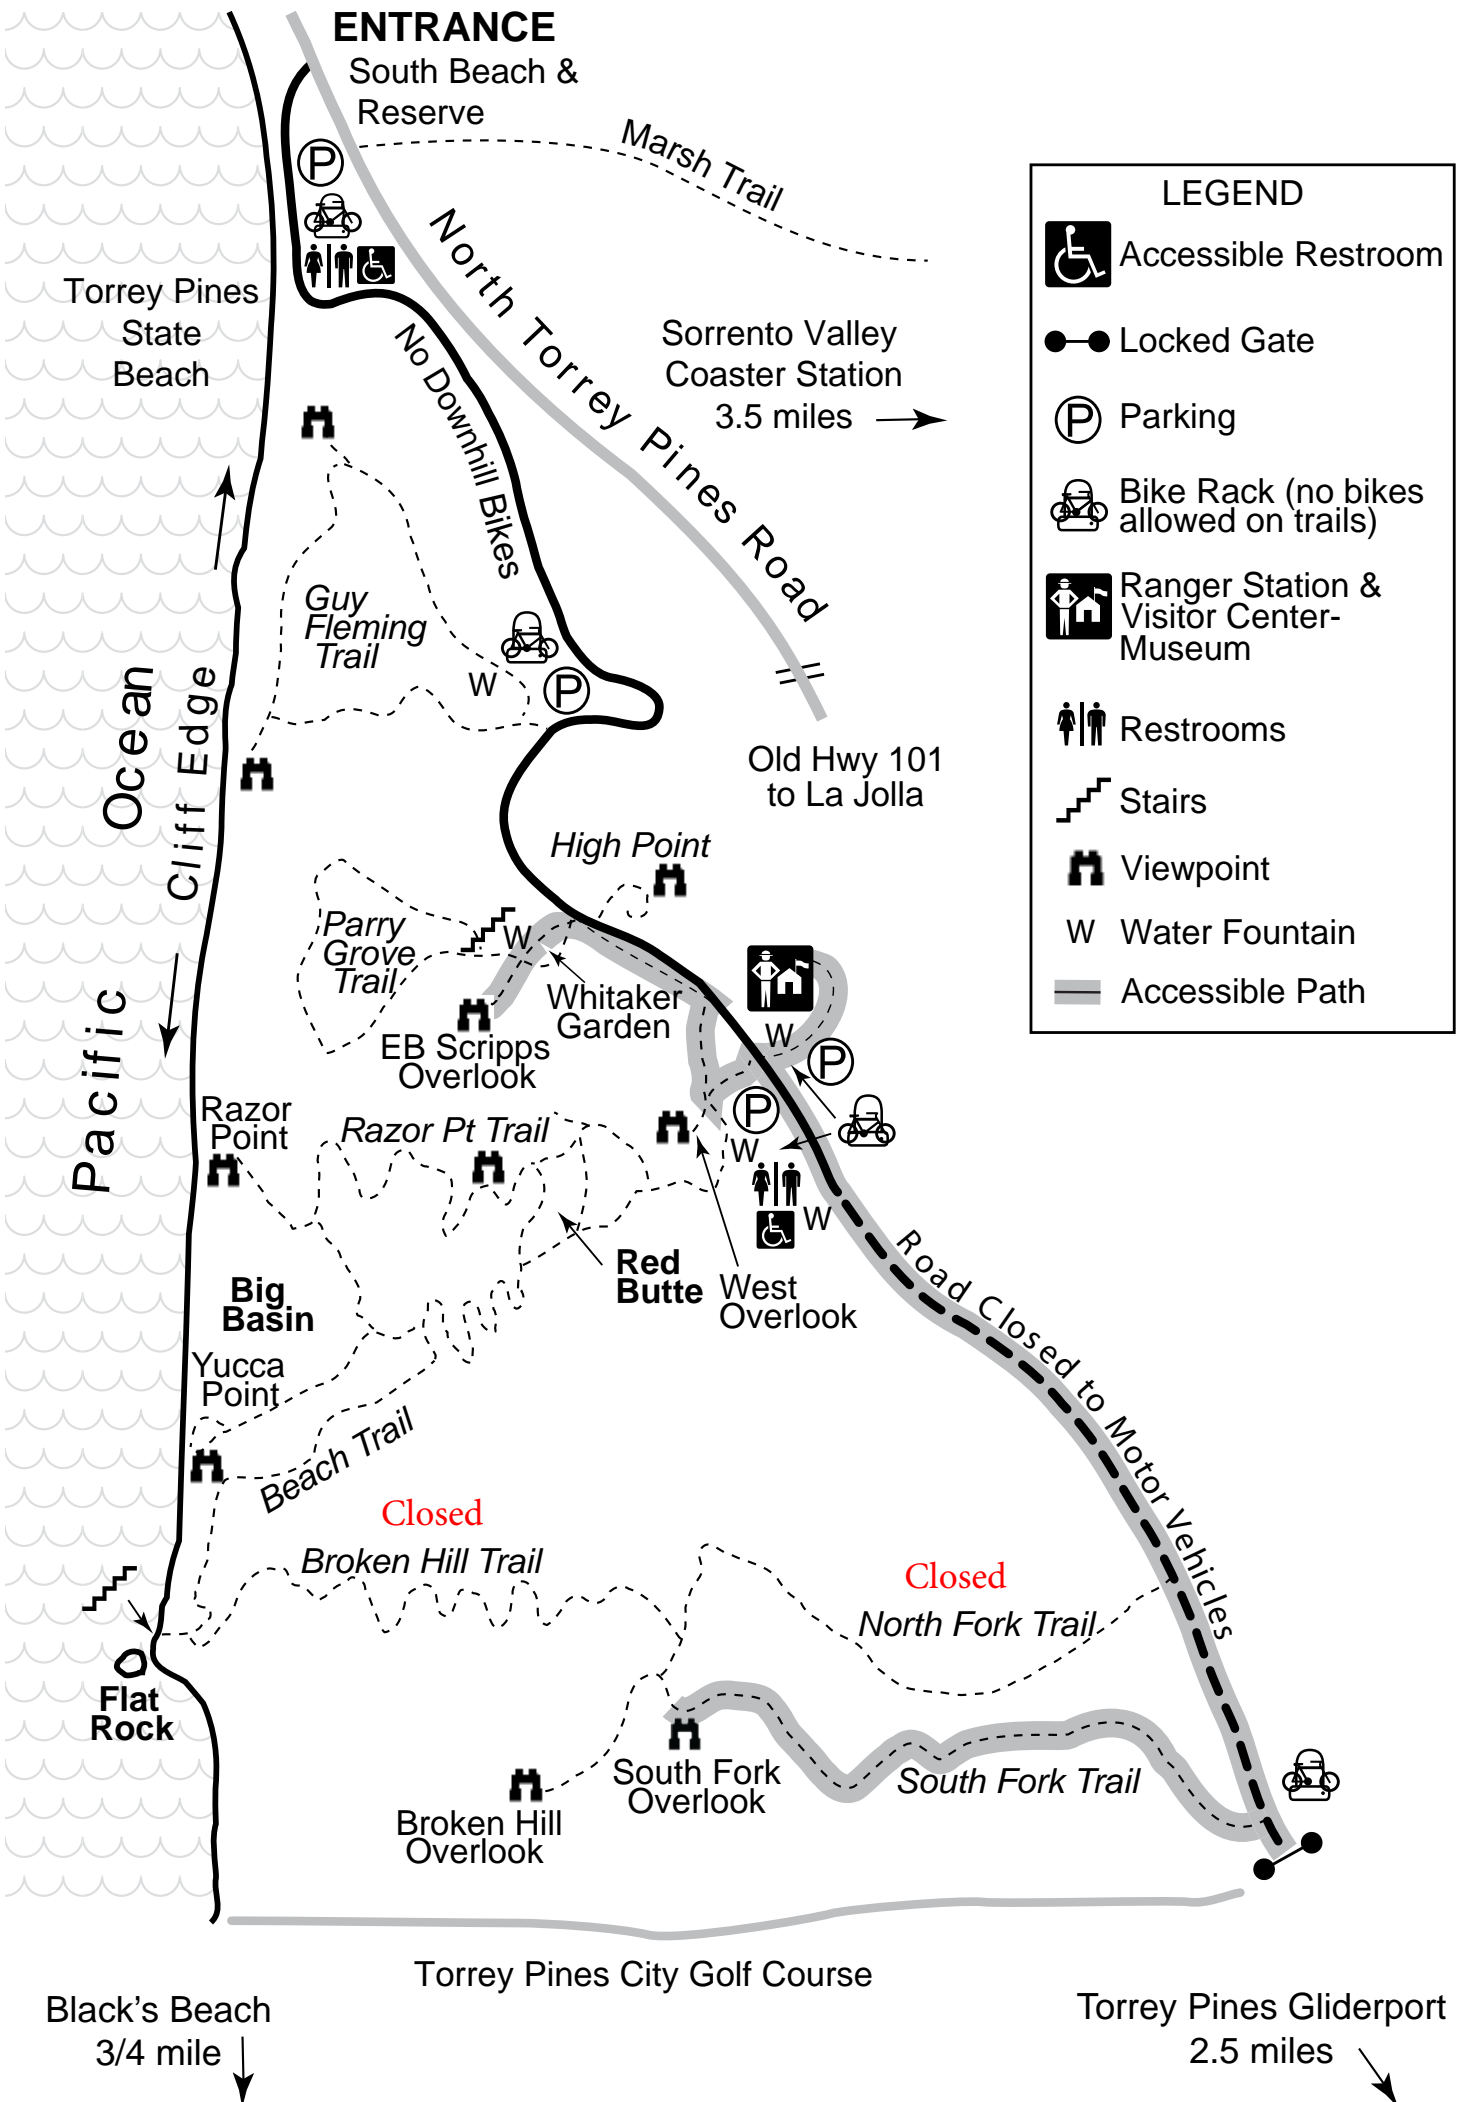 ENTRANCE
South Beach &
Reserve
Marsh Trail
P
North Torrey Pines Road
Torrey Pines
State
Beach
No Downhill Bikes
Sorrento Valley
Coaster Station
3.5 miles
LEGEND
Accessible Restroom
Locked Gate
P Parking
Bike Rack (no bikes
allowed on trails)
Ranger Station &
Visitor Center-
Museum
Restrooms
Stairs
Viewpoint
W Water Fountain
Accessible Path
Guy
Fleming
Trail
W
P
Pacific Ocean
Cliff Edge
Old Hwy 101
to La Jolla
High Point
Parry
Grove
Trail
W
Whitaker
Garden
EB Scripps
Overlook
W
P
P
W
W
Razor
Point
Razor Pt Trail
Red
Butte
West
Overlook
Big
Basin
Yucca
Point
Beach Trail
Road Closed to Motor Vehicles
Closed
Broken Hill Trail
Closed
North Fork Trail
Flat
Rock
South Fork
Overlook
South Fork Trail
Broken Hill
Overlook
Torrey Pines City Golf Course
Black's Beach
3/4 mile
Torrey Pines Gliderport
2.5 miles